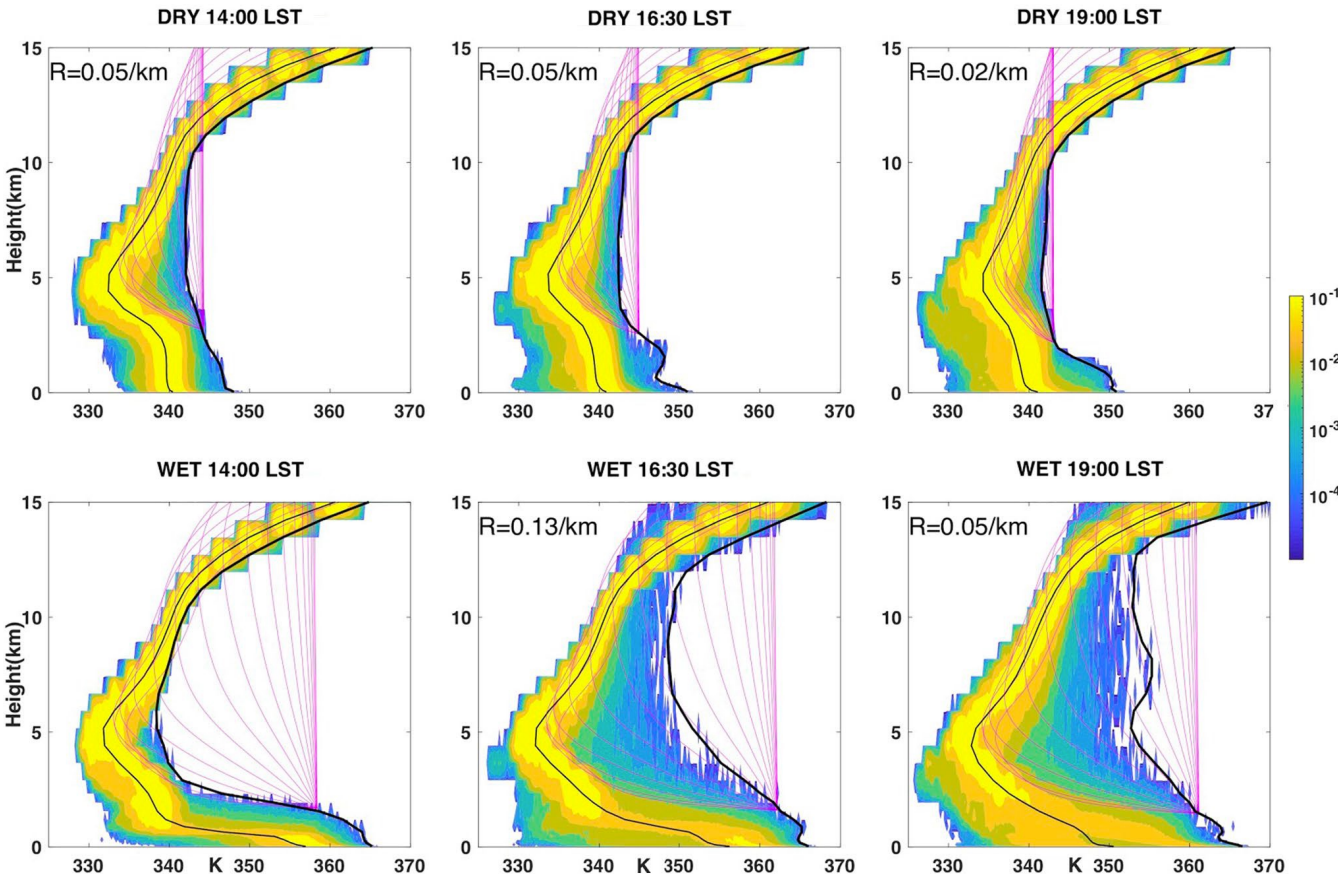 DRY 14:00 LST
DRY 16:30 LST
DRY 19:00 LST
15
R=0.05/km
10
Height(km)
5
0
330 340 350 360 370
15
R=0.05/km
10
5
0
330 340 350 360 370
15
R=0.02/km
10
5
0
330 340 350 360 37
10-1
10-2
10-3
10-4
WET 14:00 LST
WET 16:30 LST
WET 19:00 LST
15
10
Height(km)
5
0
330 340 K 350 360 370
15
R=0.13/km
10
5
0
330 340 350 360 370
15
R=0.05/km
10
5
0
330 340 K 350 360 370